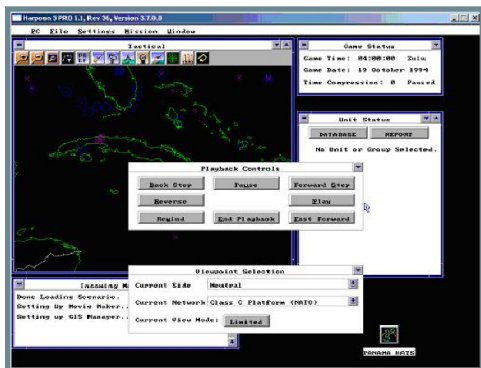 Harpoon 3 PRO 1.1, Rev 36, Version 3.7.0.0
PC File Settings Mission Window
Tactical
Game Status
Game Time: 04:00:00 Zulu
Game Date: 19 October 1994
Time Compression: 0 Paused
Unit Status
DATABASE REPORT
No Unit or Group Selected.
Playback Controls
Back Step Pause Forward Step
Reverse Play
Rewind End Playback Fast Forward
Viewpoint Selection
Current Side Neutral
Current Network Class C Platform (NATO)
Current View Mode: Limited
Done Loading Scenario.
Setting Up Movie Maker..
Setting up GIS Manager..
PANAMA HATS